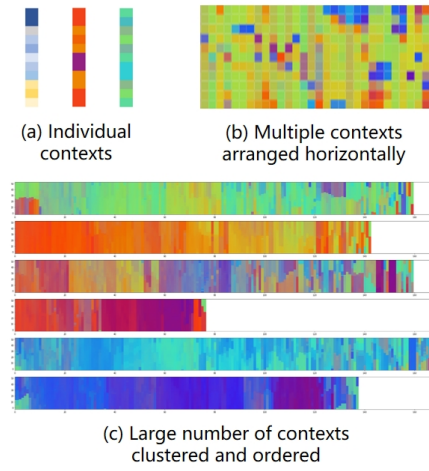 (a) Individual
contexts
(b) Multiple contexts
arranged horizontally
(c) Large number of contexts
clustered and ordered